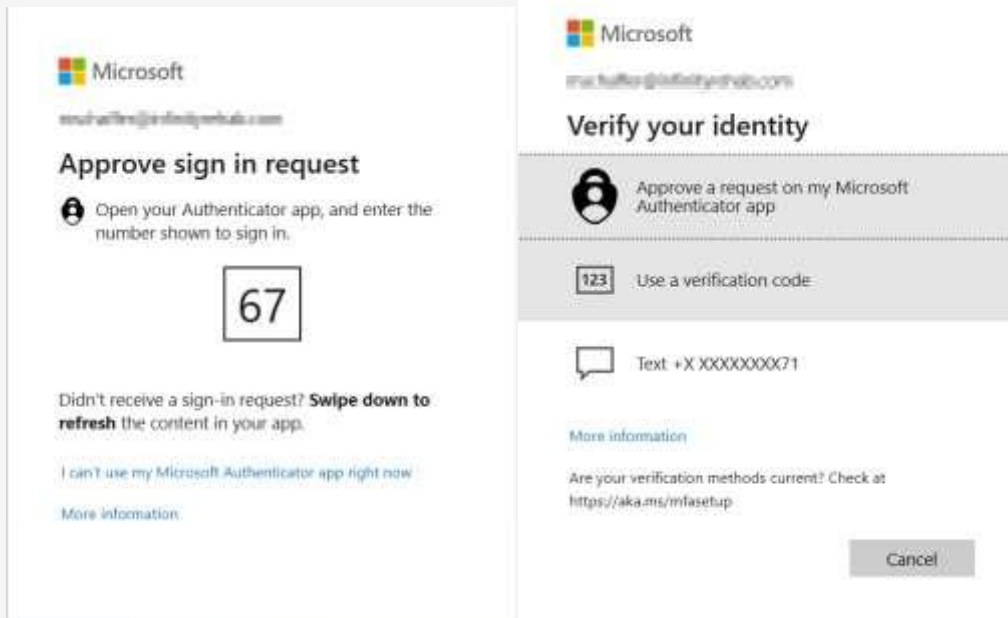 Microsoft
Approve sign in request
Open your Authenticator app, and enter the
number shown to sign in.
67
Didn't receive a sign-in request? Swipe down to
refresh the content in your app.
I can't use my Microsoft Authenticator app right now
More information
Microsoft
Verify your identity
Approve a request on my Microsoft
Authenticator app
123
Use a verification code
Text +X XXXXXXXX71
More information
Are your verification methods current? Check at
https://aka.ms/mfasetup
Cancel